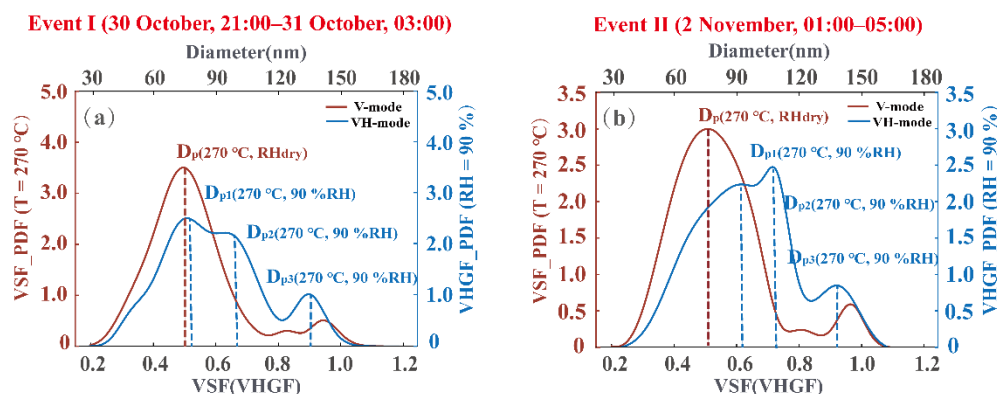 Event I (30 October, 21:00–31 October, 03:00)
Diameter(nm)
30 60 90 120 150 180
(a)
V-mode
VH-mode
Dp(270 °C, RHdry)
Dp1(270 °C, 90 %RH)
Dp2(270 °C, 90 %RH)
Dp3(270 °C, 90 %RH)
VSF_PDF (T = 270 °C)
5.0
4.0
3.0
2.0
1.0
0
VHGF_PDF (RH = 90 %)
5.0
4.0
3.0
2.0
1.0
0
0.2 0.4 0.6 0.8 1.0 1.2
VSF(VHGF)
Event II (2 November, 01:00–05:00)
Diameter(nm)
30 60 90 120 150 180
(b)
V-mode
VH-mode
Dp(270 °C, RHdry)
Dp1(270 °C, 90 %RH)
Dp2(270 °C, 90 %RH)
Dp3(270 °C, 90 %RH)
VSF_PDF (T = 270 °C)
3.5
3.0
2.5
2.0
1.5
1.0
0.5
0
VHGF_PDF (RH = 90 %)
3.5
3.0
2.5
2.0
1.5
1.0
0.5
0
0.2 0.4 0.6 0.8 1.0 1.2
VSF(VHGF)